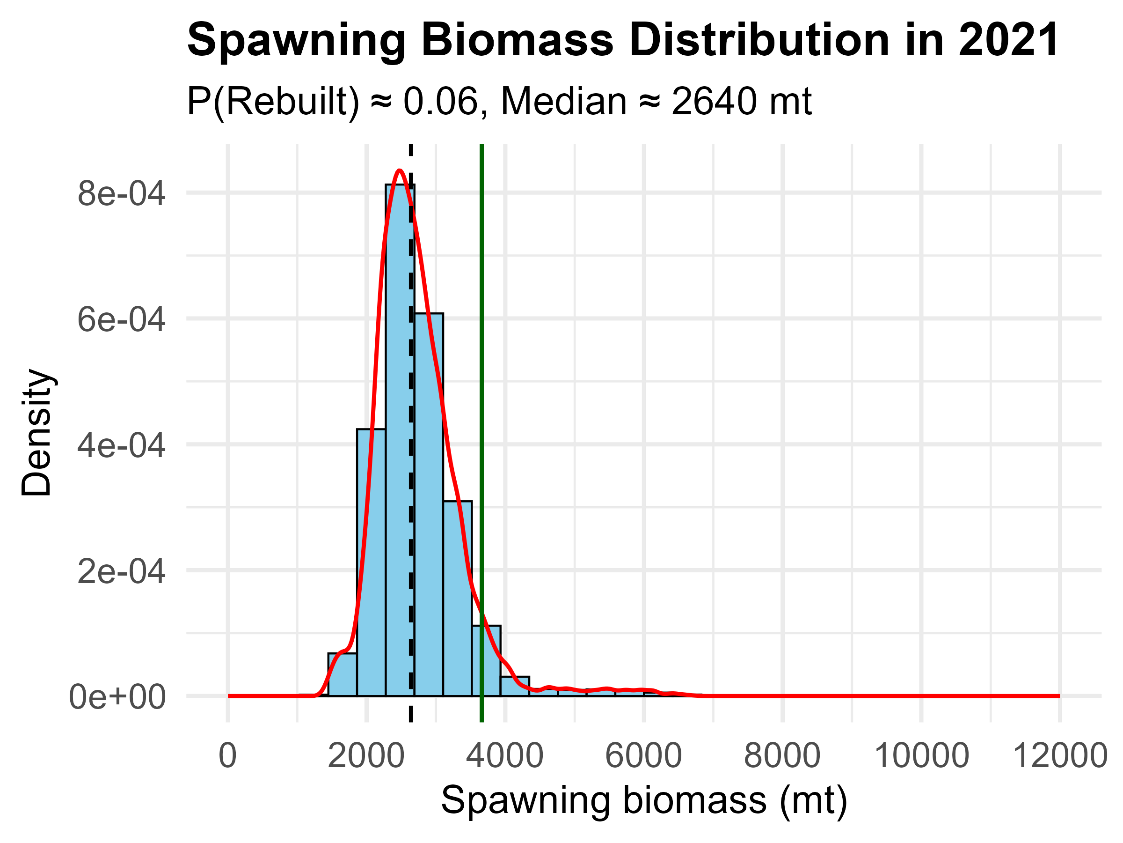 Spawning Biomass Distribution in 2021
P(Rebuilt) ≈ 0.06, Median ≈ 2640 mt
8e-04
6e-04
4e-04
2e-04
0e+00
Density
0 2000 4000 6000 8000 10000 12000
Spawning biomass (mt)